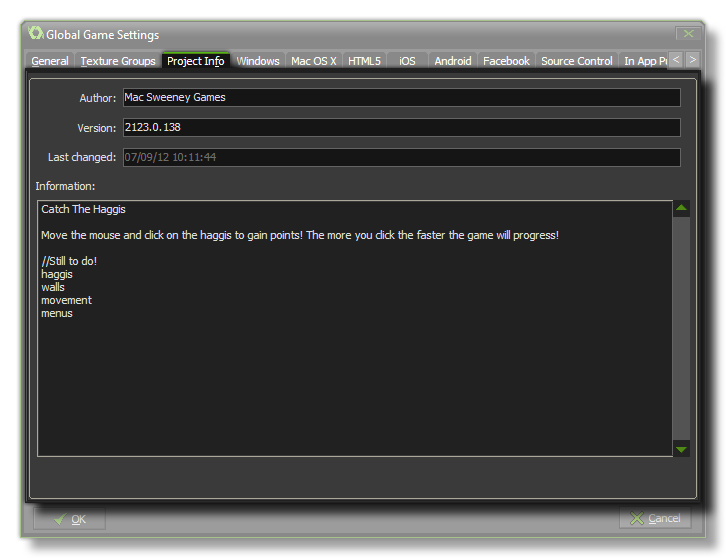 Global Game Settings
General Texture Groups Project Info Windows Mac OS X HTML5 iOS Android Facebook Source Control In App
Author: Mac Sweeney Games
Version: 2123.0.138
Last changed: 07/09/12 10:11:44
Information:
Catch The Haggis
Move the mouse and click on the haggis to gain points! The more you click the faster the game will progress!
//Still to do!
haggis
walls
movement
menus
OK Cancel